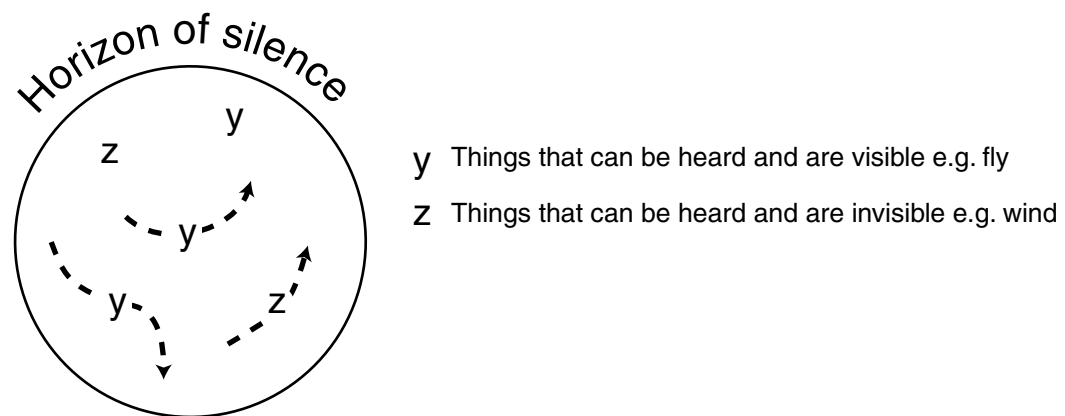 Horizon of silence
y
z
y
y
z
y Things that can be heard and are visible e.g. fly
z Things that can be heard and are invisible e.g. wind